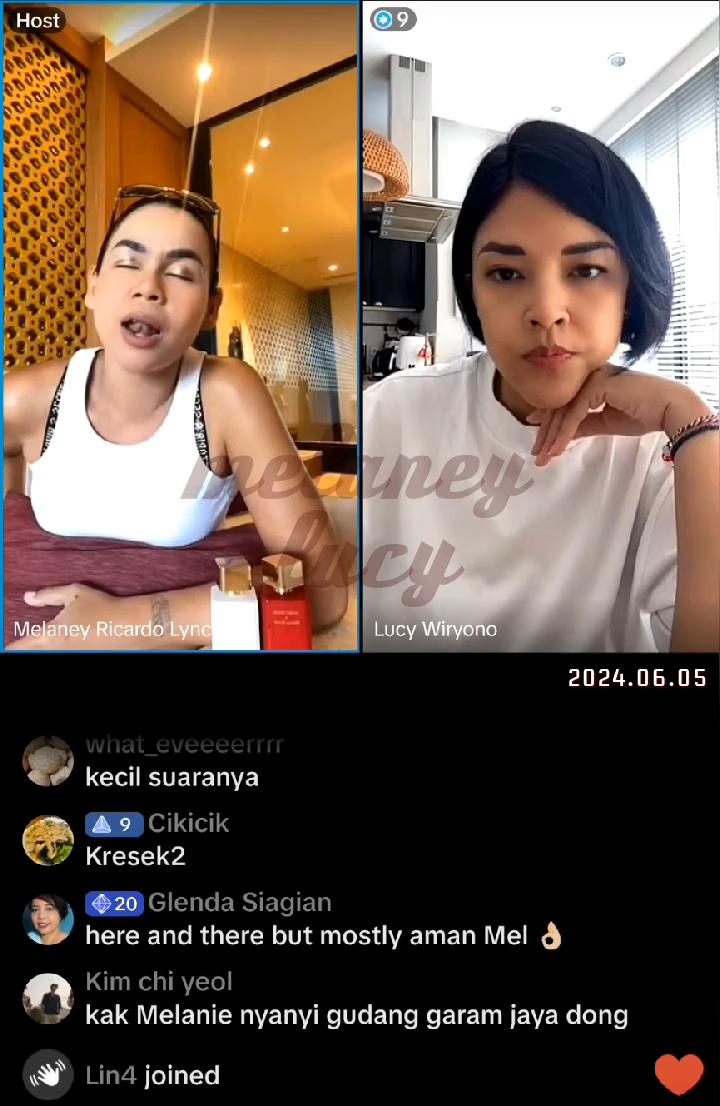 Host
9
melaney
lucy
Melaney Ricardo Lync
Lucy Wiryono
2024.06.05
what_eveeeerrrr
kecil suaranya
9 Cikicik
Kresek2
20 Glenda Siagian
here and there but mostly aman Mel 👌🏼
Kim chi yeol
kak Melanie nyanyi gudang garam jaya dong
Lin4 joined